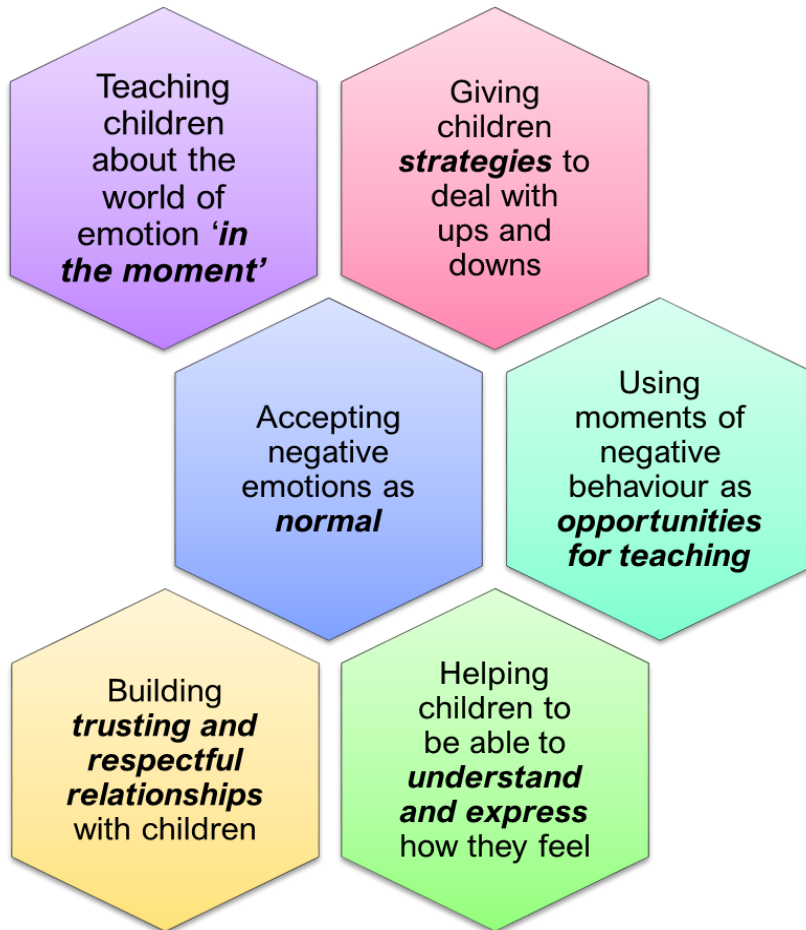 Teaching
children
about the
world of
emotion ‘in
the moment’
Giving
children
strategies to
deal with
ups and
downs
Accepting
negative
emotions as
normal
Using
moments of
negative
behaviour as
opportunities
for teaching
Building
trusting and
respectful
relationships
with children
Helping
children to
be able to
understand
and express
how they feel